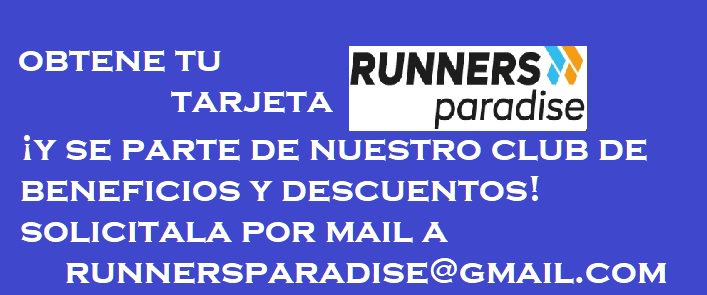 OBTENE TU
TARJETA
RUNNERS
paradise
¡Y SE PARTE DE NUESTRO CLUB DE
BENEFICIOS Y DESCUENTOS!
SOLICITALA POR MAIL A
RUNNERSPARADISE@GMAIL.COM